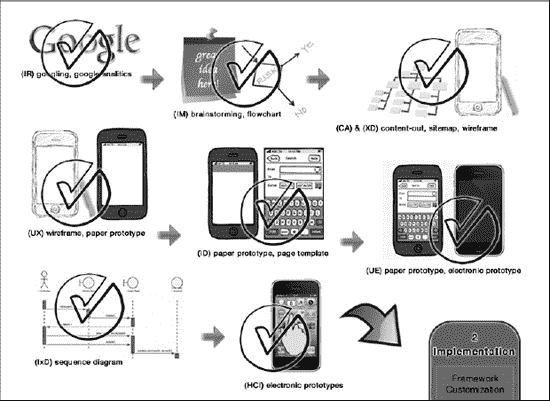 Google
(IR) googling, google analitics
great
idea
here
Yes
No
(IM) brainstorming, flowchart
(CA) & (XD) content-out, sitemap, wireframe
(UX) wireframe, paper prototype
(ID) paper prototype, page template
(UE) paper prototype, electronic prototype
(IxD) sequence diagram
(HCI) electronic prototypes
2
Implementation
Framework
Customization